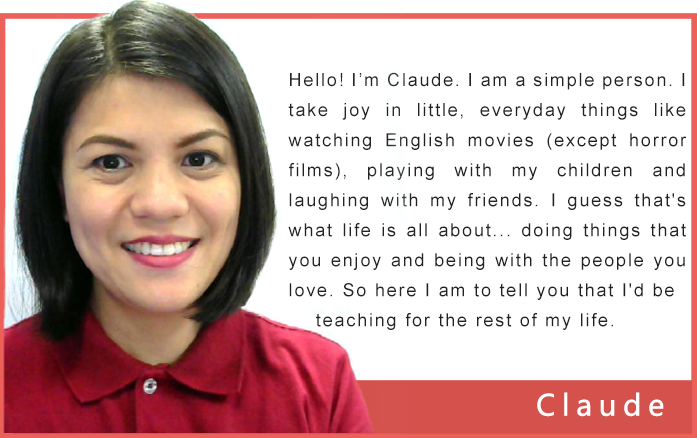 Hello! I’m Claude. I am a simple person. I
take joy in little, everyday things like
watching English movies (except horror
films), playing with my children and
laughing with my friends. I guess that's
what life is all about... doing things that
you enjoy and being with the people you
love. So here I am to tell you that I'd be
teaching for the rest of my life.
Claude